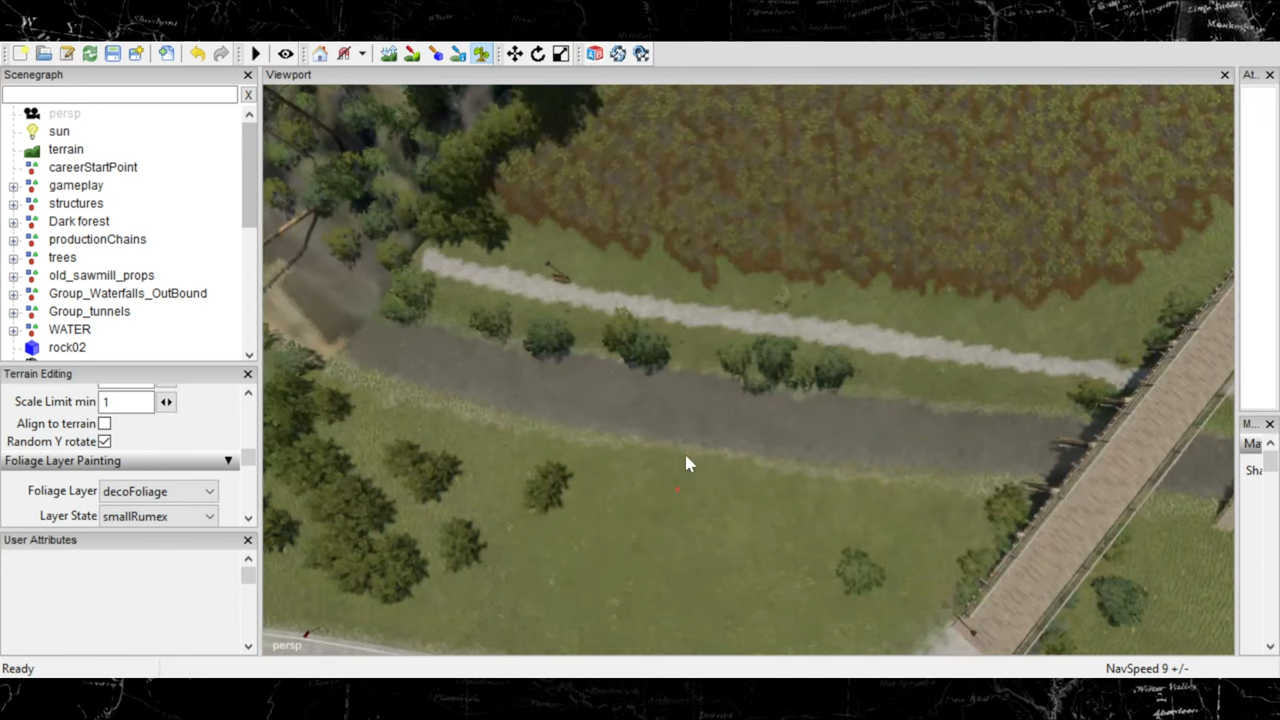 Scenegraph
X
persp
sun
terrain
careerStartPoint
gameplay
structures
Dark forest
productionChains
trees
old_sawmill_props
Group_Waterfalls_OutBound
Group_tunnels
WATER
rock02
Terrain Editing
Scale Limit min 1
Align to terrain
Random Y rotate
Foliage Layer Painting
Foliage Layer decoFoliage
Layer State smallRumex
User Attributes
Viewport
persp
At..
M...
Ma
Sha
Ready
NavSpeed 9 +/-